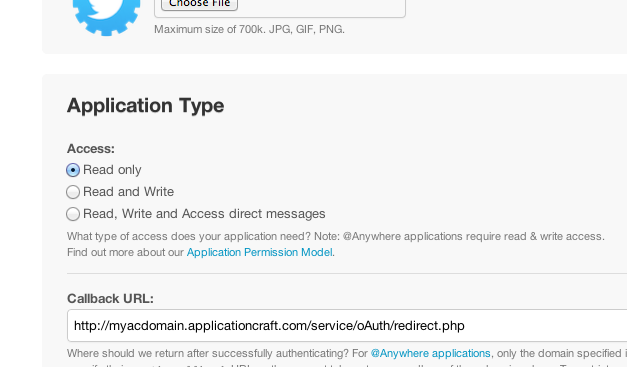 Choose File
Maximum size of 700k. JPG, GIF, PNG.
Application Type
Access:
Read only
Read and Write
Read, Write and Access direct messages
What type of access does your application need? Note: @Anywhere applications require read & write access.
Find out more about our Application Permission Model.
Callback URL:
http://myacdomain.applicationcraft.com/service/oAuth/redirect.php
Where should we return after successfully authenticating? For @Anywhere applications, only the domain specified i